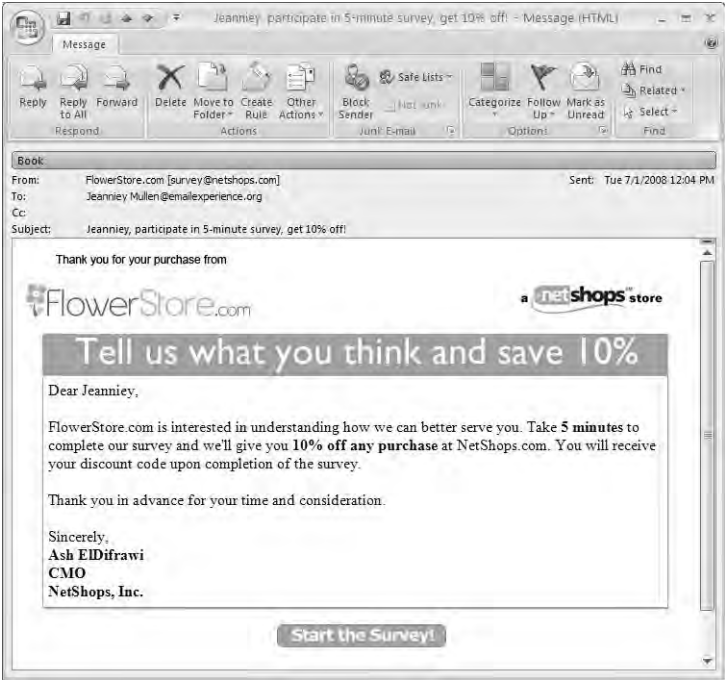 Jeanniey, participate in 5-minute survey, get 10% off! - Message (HTML)
Message
Reply Reply to All Forward
Delete Move to Folder Create Rule Other Actions
Block Sender Safe Lists Not Junk
Categorize Follow Up Mark as Unread
Find Related Select
Respond Actions Junk E-mail Options Find
Book
From: FlowerStore.com [survey@netshops.com] Sent: Tue 7/1/2008 12:04 PM
To: Jeanniey Mullen@emailexperience.org
Cc:
Subject: Jeanniey, participate in 5-minute survey, get 10% off!
Thank you for your purchase from
FlowerStore.com
a netshops™ store
Tell us what you think and save 10%
Dear Jeanniey,
FlowerStore.com is interested in understanding how we can better serve you. Take 5 minutes to
complete our survey and we'll give you 10% off any purchase at NetShops.com. You will receive
your discount code upon completion of the survey.
Thank you in advance for your time and consideration.
Sincerely,
Ash ElDifrawi
CMO
NetShops, Inc.
Start the Survey!